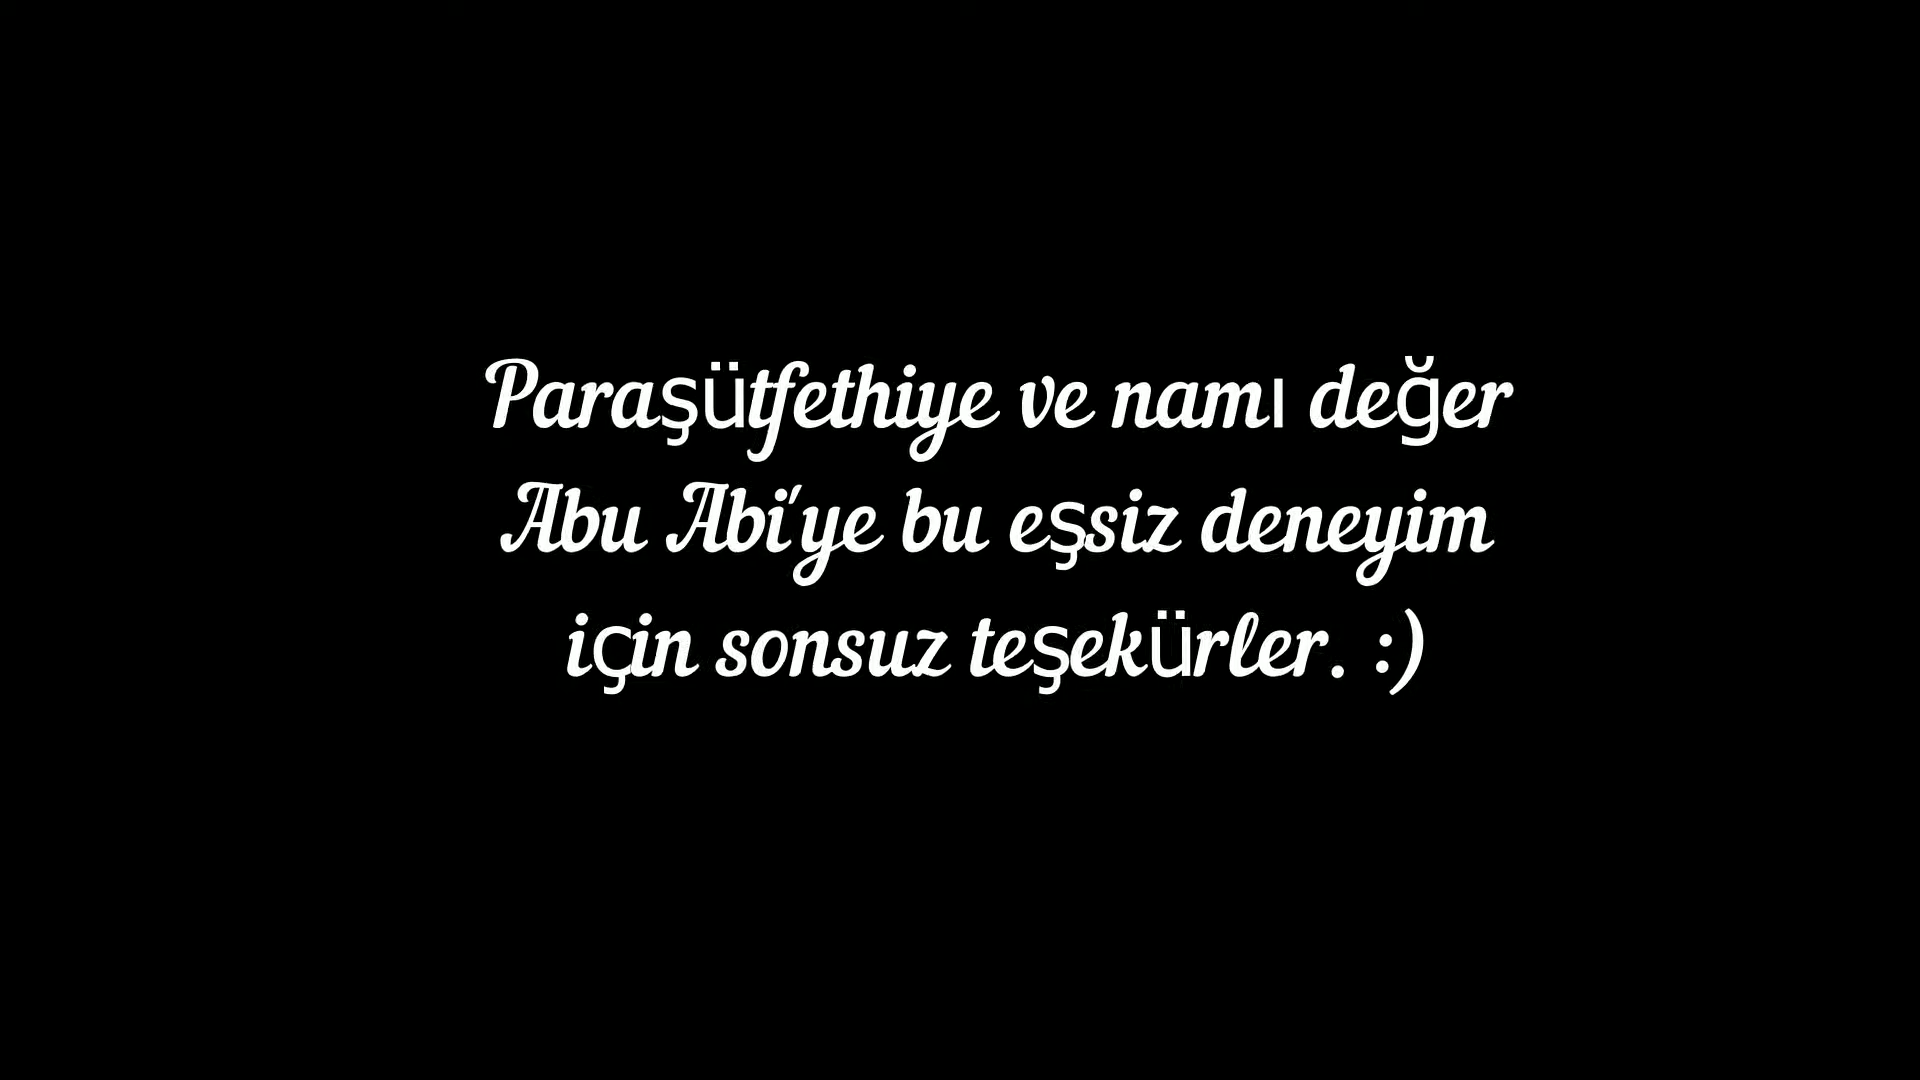 Paraşütfethiye ve namı değer
Abu Abi'ye bu eşsiz deneyim
için sonsuz teşekürler. :)